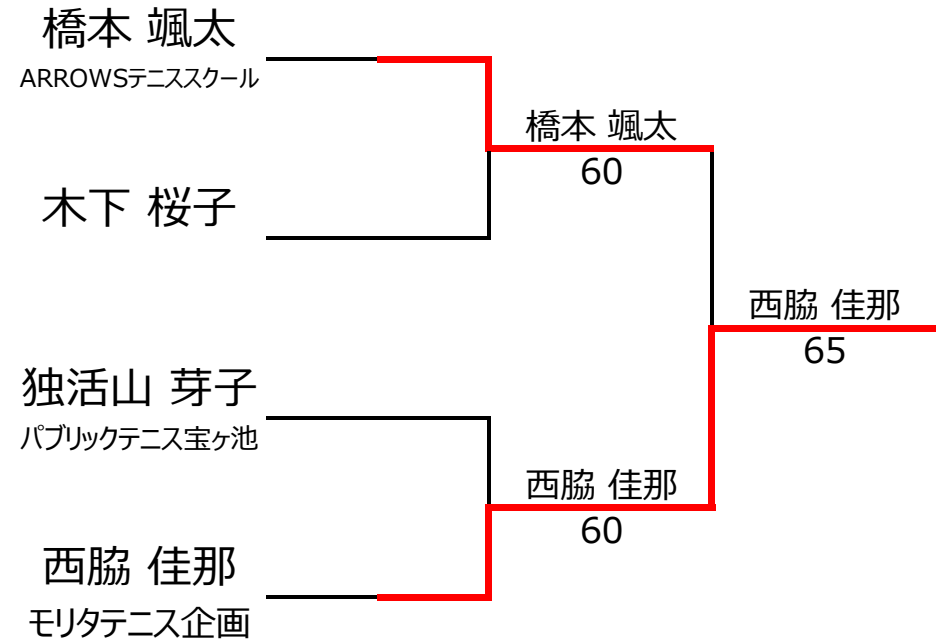 橋本 颯太
ARROWSテニススクール
橋本 颯太
60
木下 桜子
西脇 佳那
65
独活山 芽子
パブリックテニス宝ヶ池
西脇 佳那
60
西脇 佳那
モリタテニス企画